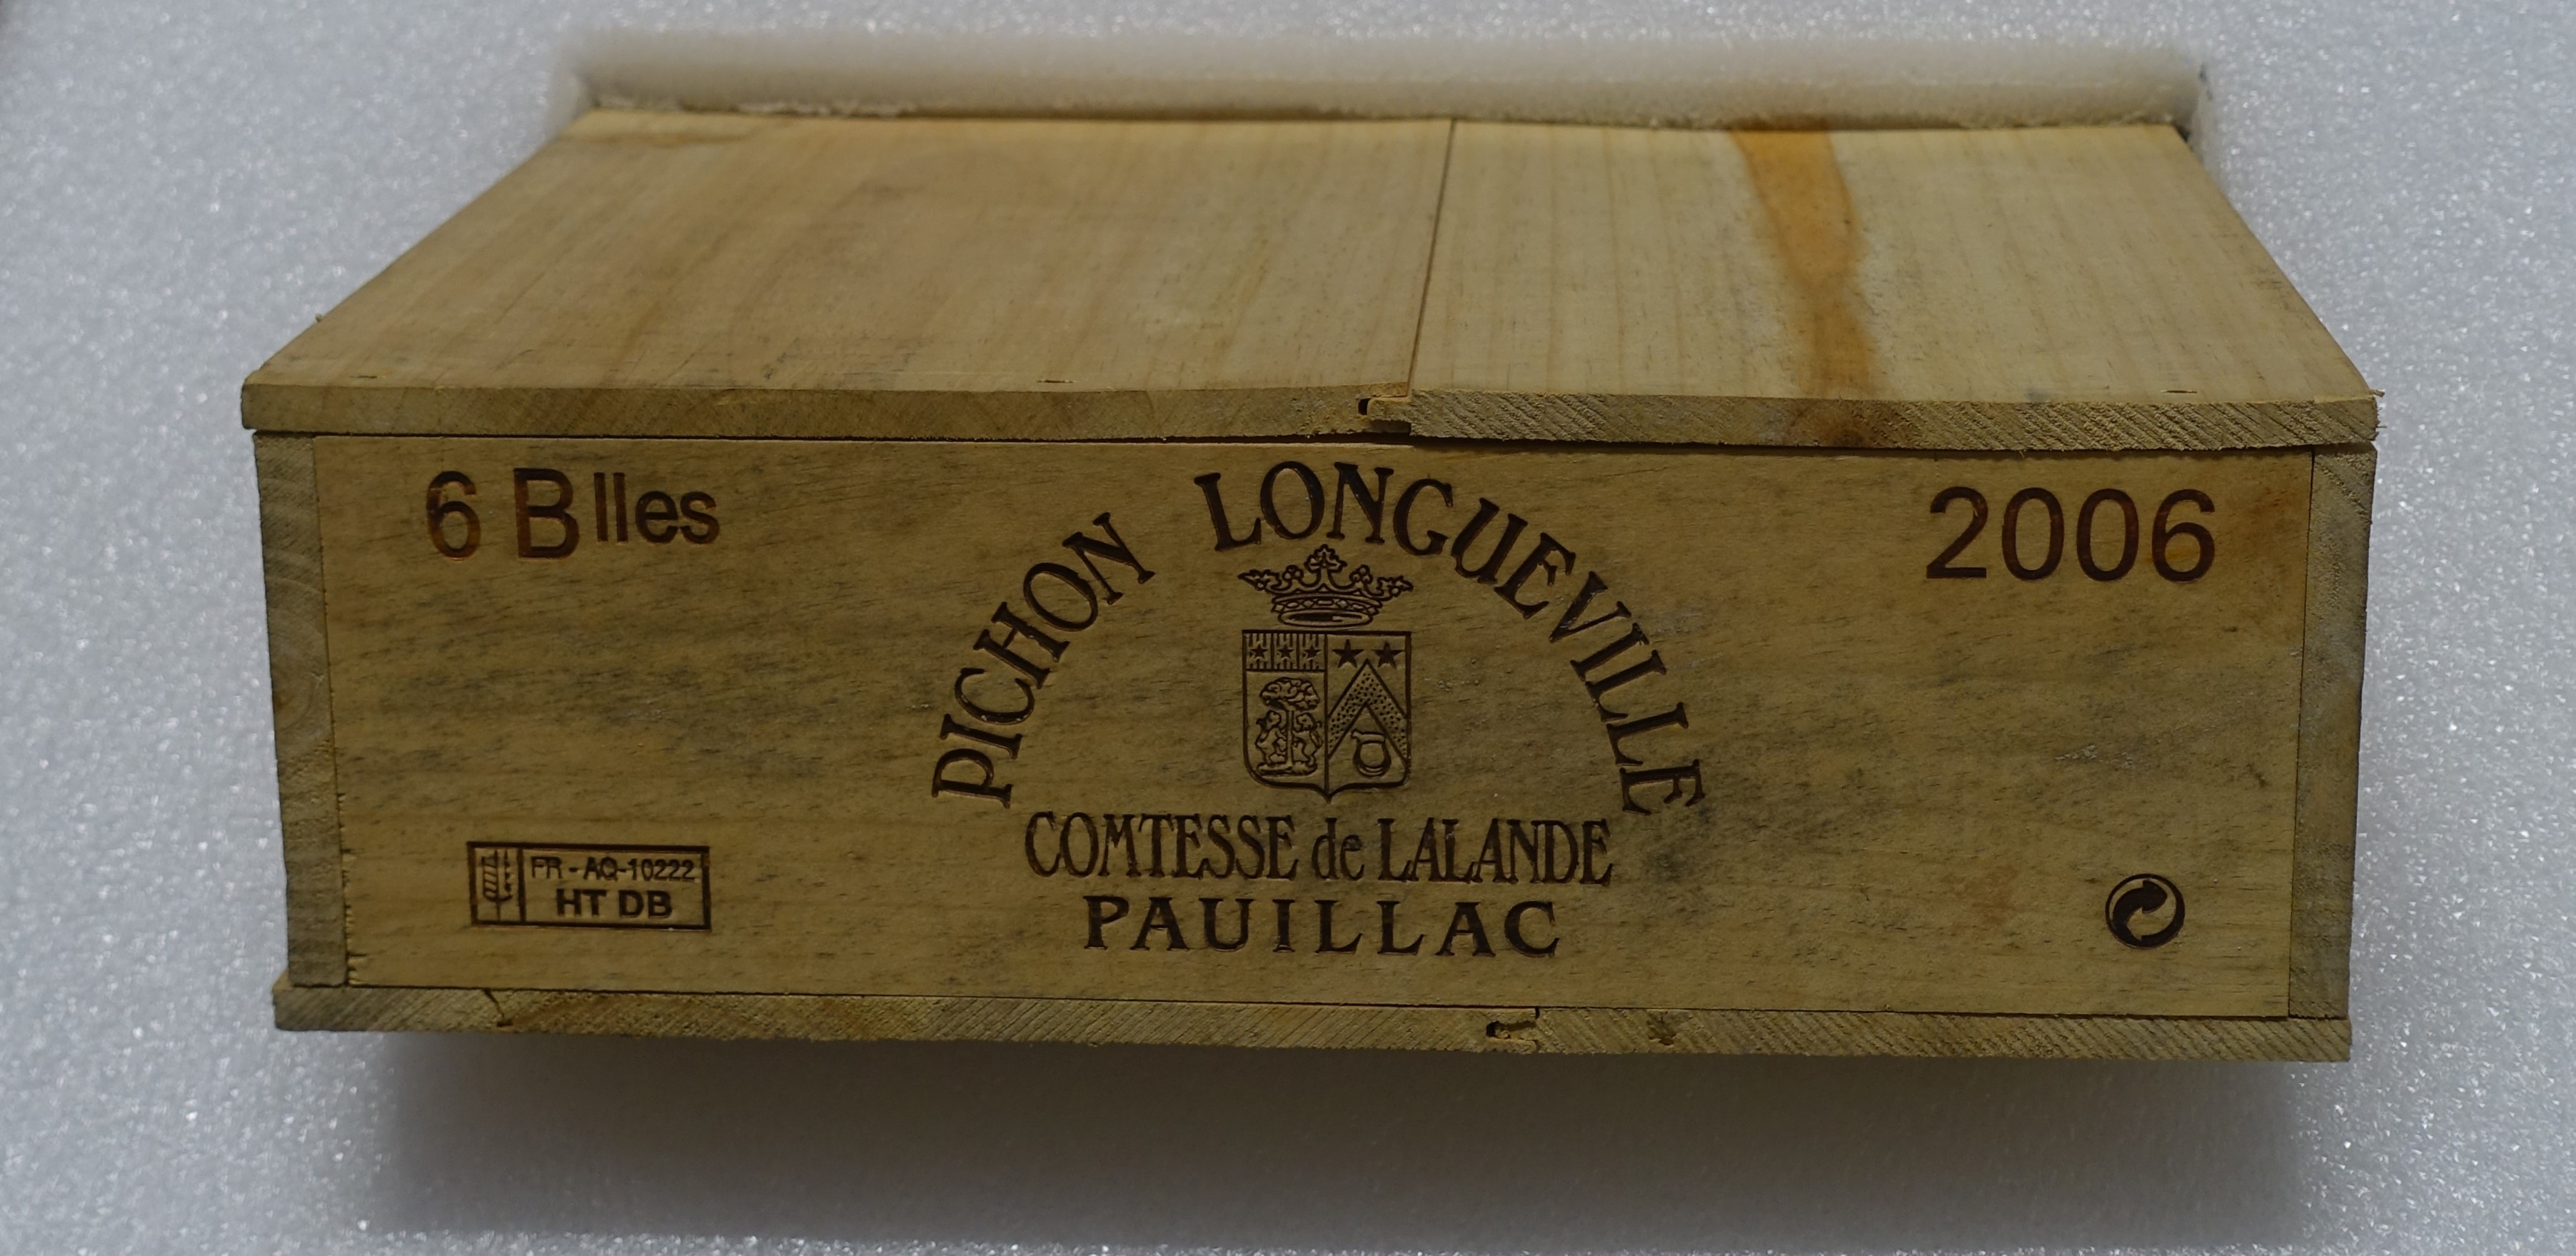 6 Blles
PICHON LONGUEVILLE
2006
COMTESSE de LALANDE
PAUILLAC
FR - AQ-10222
HT DB